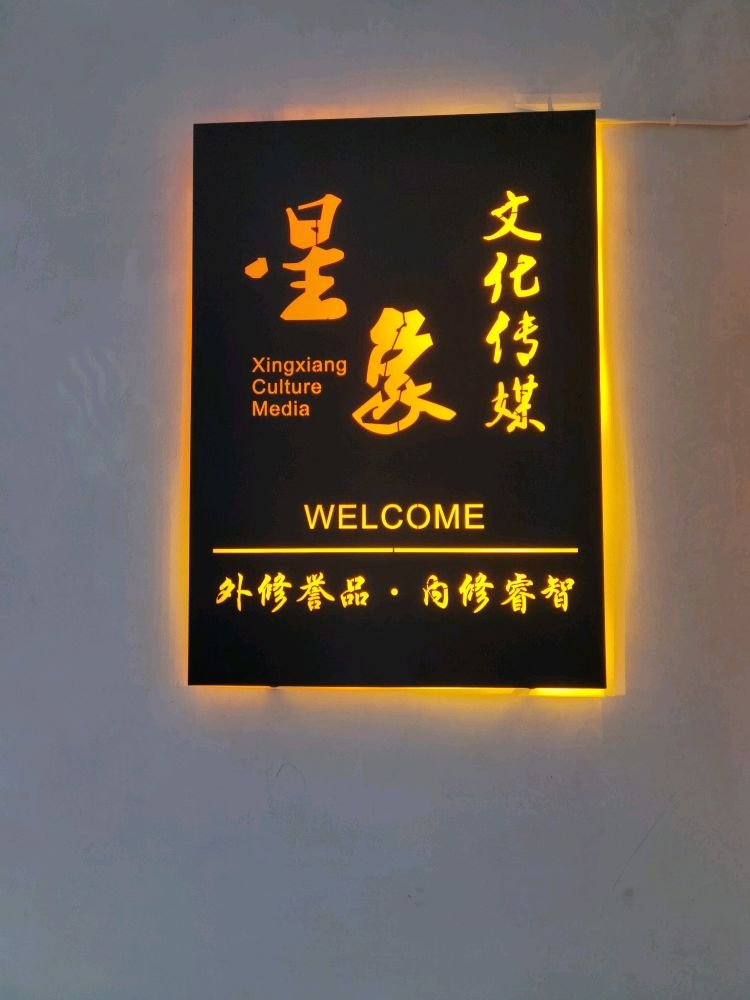 星象
文化传媒
Xingxiang
Culture
Media
WELCOME
外修誉品·内修睿智